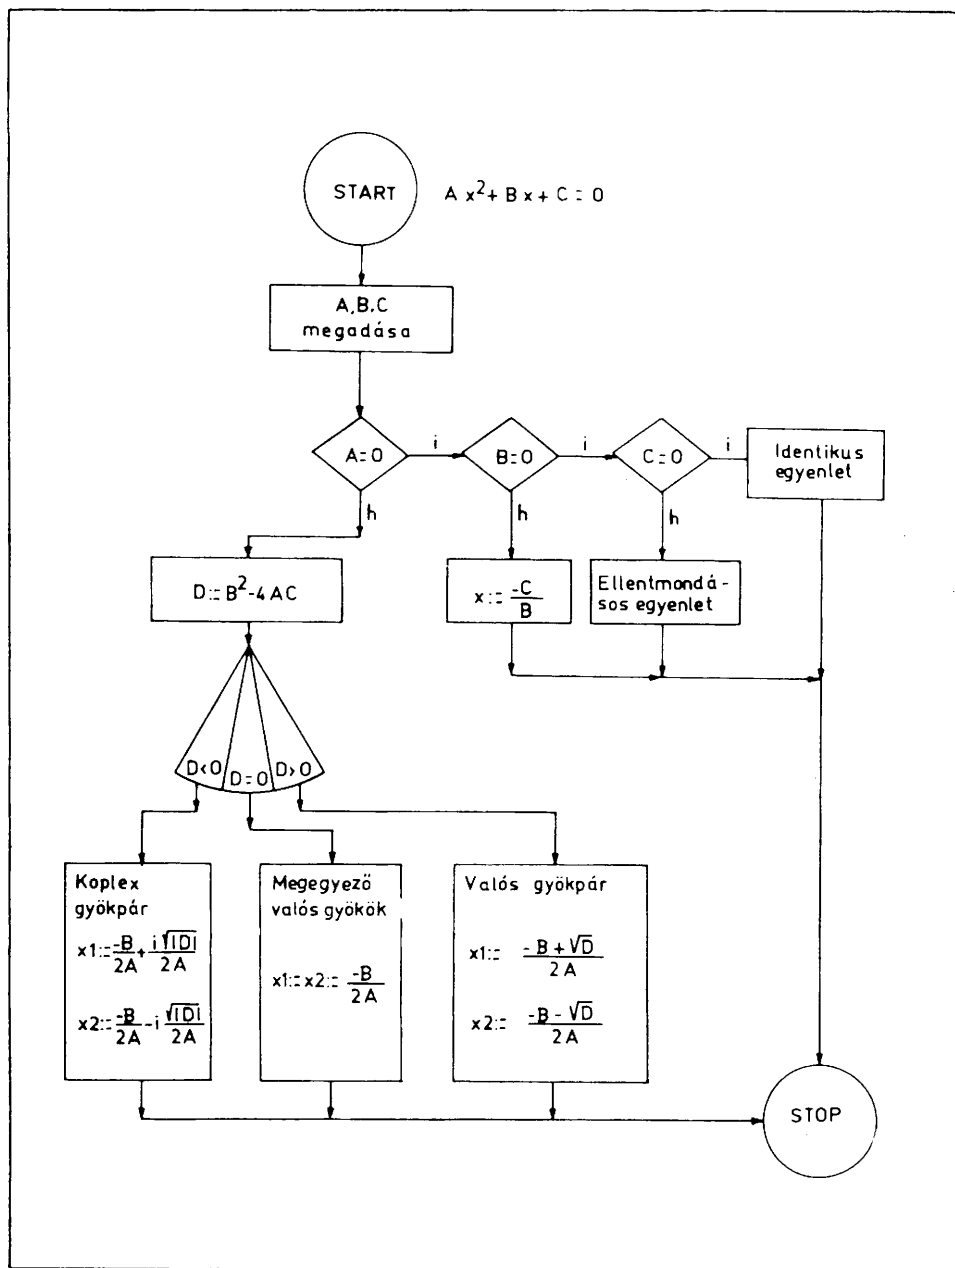 START
A x² + B x + C = 0
A, B, C
megadása
A=0
i
B=0
i
C=0
i
Identikus
egyenlet
h
h
h
D:=B²-4AC
x:= -C/B
Ellentmondá-
sos egyenlet
D<0
D=0
D>0
Koplex
gyökpár
x1:= -B/2A + i√|D|/2A
x2:= -B/2A - i √|D|/2A
Megegyező
valós gyökök
x1:= x2:= -B/2A
Valós gyökpár
x1:= -B+√D/2A
x2:= -B-√D/2A
STOP